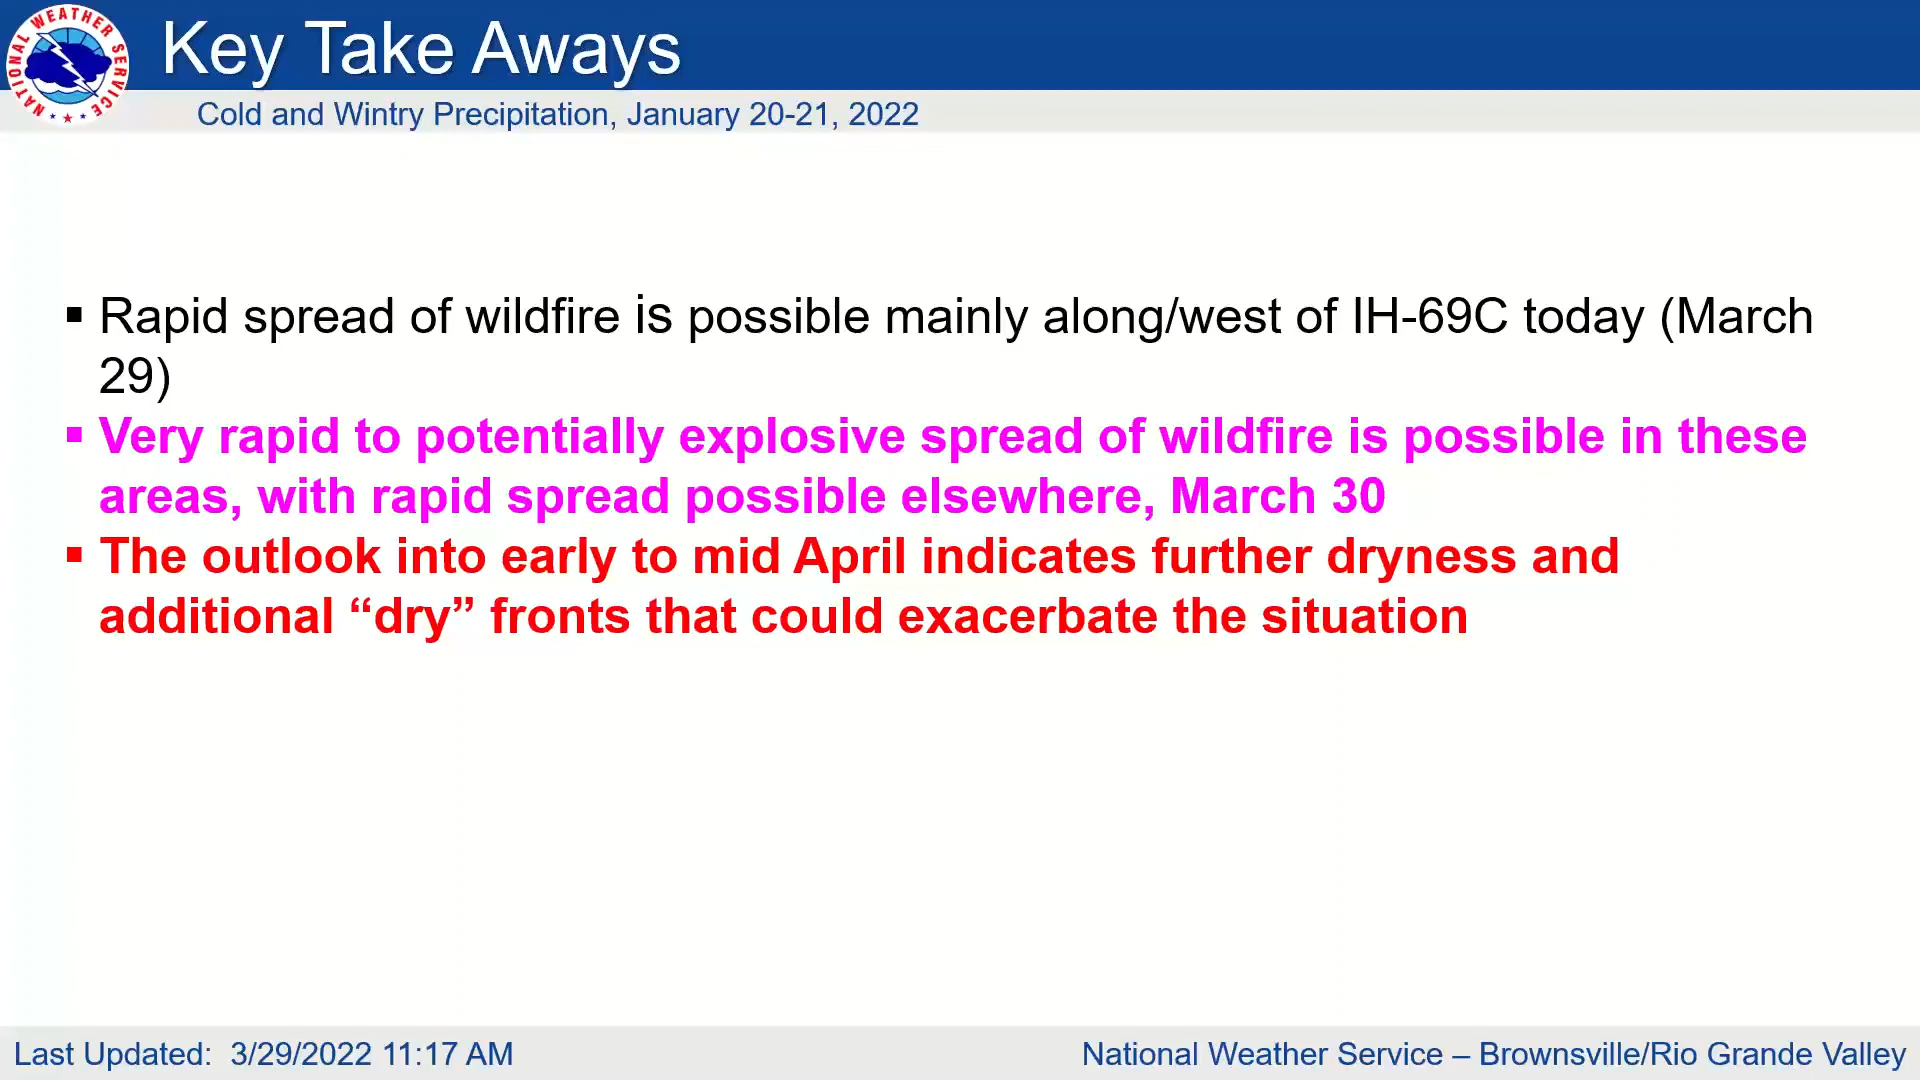 NATIONAL WEATHER SERVICE
Key Take Aways
Cold and Wintry Precipitation, January 20-21, 2022
▪ Rapid spread of wildfire is possible mainly along/west of IH-69C today (March
29)
▪ Very rapid to potentially explosive spread of wildfire is possible in these
areas, with rapid spread possible elsewhere, March 30
▪ The outlook into early to mid April indicates further dryness and
additional “dry” fronts that could exacerbate the situation
Last Updated: 3/29/2022 11:17 AM
National Weather Service – Brownsville/Rio Grande Valley